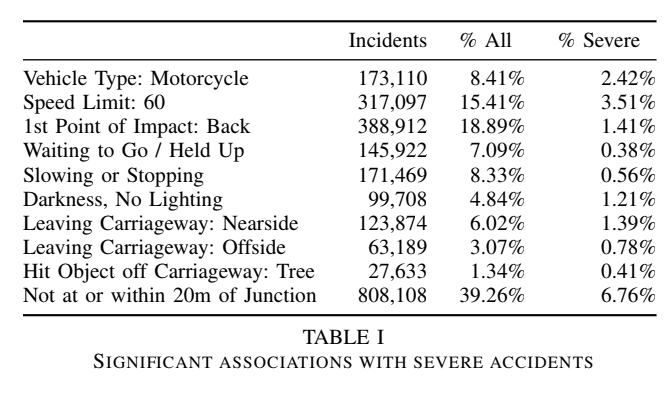 Incidents % All % Severe
Vehicle Type: Motorcycle 173,110 8.41% 2.42%
Speed Limit: 60 317,097 15.41% 3.51%
1st Point of Impact: Back 388,912 18.89% 1.41%
Waiting to Go / Held Up 145,922 7.09% 0.38%
Slowing or Stopping 171,469 8.33% 0.56%
Darkness, No Lighting 99,708 4.84% 1.21%
Leaving Carriageway: Nearside 123,874 6.02% 1.39%
Leaving Carriageway: Offside 63,189 3.07% 0.78%
Hit Object off Carriageway: Tree 27,633 1.34% 0.41%
Not at or within 20m of Junction 808,108 39.26% 6.76%
TABLE I
SIGNIFICANT ASSOCIATIONS WITH SEVERE ACCIDENTS